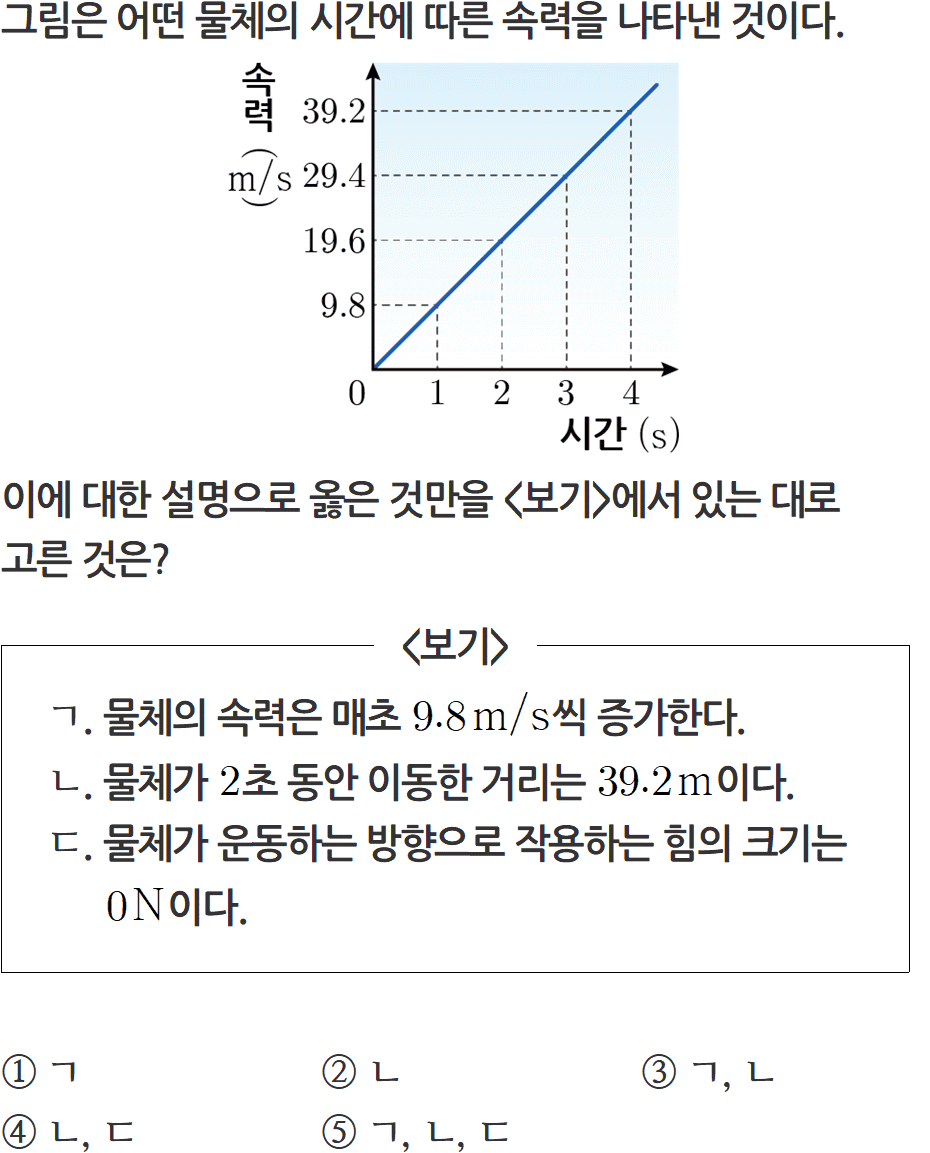 그림은 어떤 물체의 시간에 따른 속력을 나타낸 것이다.
속력
(m/s)
39.2
29.4
19.6
9.8
0 1 2 3 4
시간 (s)
이에 대한 설명으로 옳은 것만을 <보기>에서 있는 대로
고른 것은?
<보기>
ㄱ. 물체의 속력은 매초 9.8m/s씩 증가한다.
ㄴ. 물체가 2초 동안 이동한 거리는 39.2m이다.
ㄷ. 물체가 운동하는 방향으로 작용하는 힘의 크기는
0N이다.
① ㄱ ② ㄴ ③ ㄱ, ㄴ
④ ㄴ, ㄷ ⑤ ㄱ, ㄴ, ㄷ